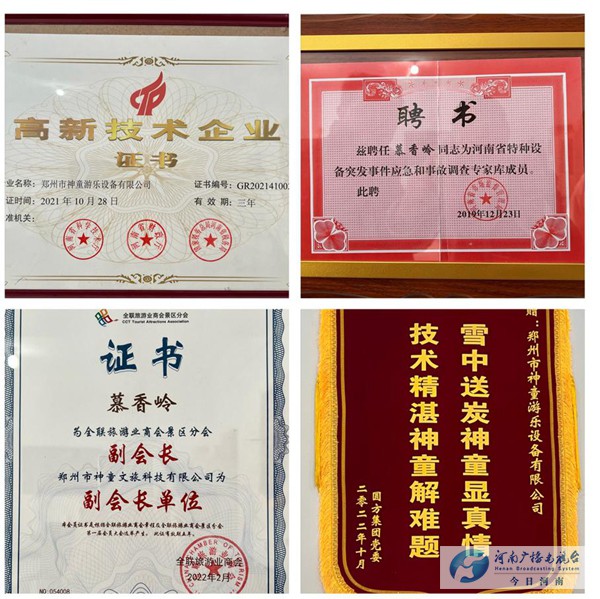 高新技术企业
证书
业名称：郑州市神童游乐设备有限公司
证书编号：GR202141003
证时间：2021年10月28日
有效期：三年
准机关：
聘书
兹聘任慕香岭同志为河南省特种设
备突发事件应急和事故调查专家库成员。
此聘
2019年12月23日
全联旅游业商会景区分会
CCT Tourist Attractions Association
证书
慕香岭
为全联旅游业商会景区分会
副会长
郑州市神童文旅科技有限公司为
副会长单位
全联旅游业商会
2022年2月
NO: 054008
赠：郑州市神童游乐设备有限公司
雪中送炭神童显真情
技术精湛神童解难题
圆方集团党委
二零二二年十月
河南广播电视台
Henan Broadcasting System
今日河南